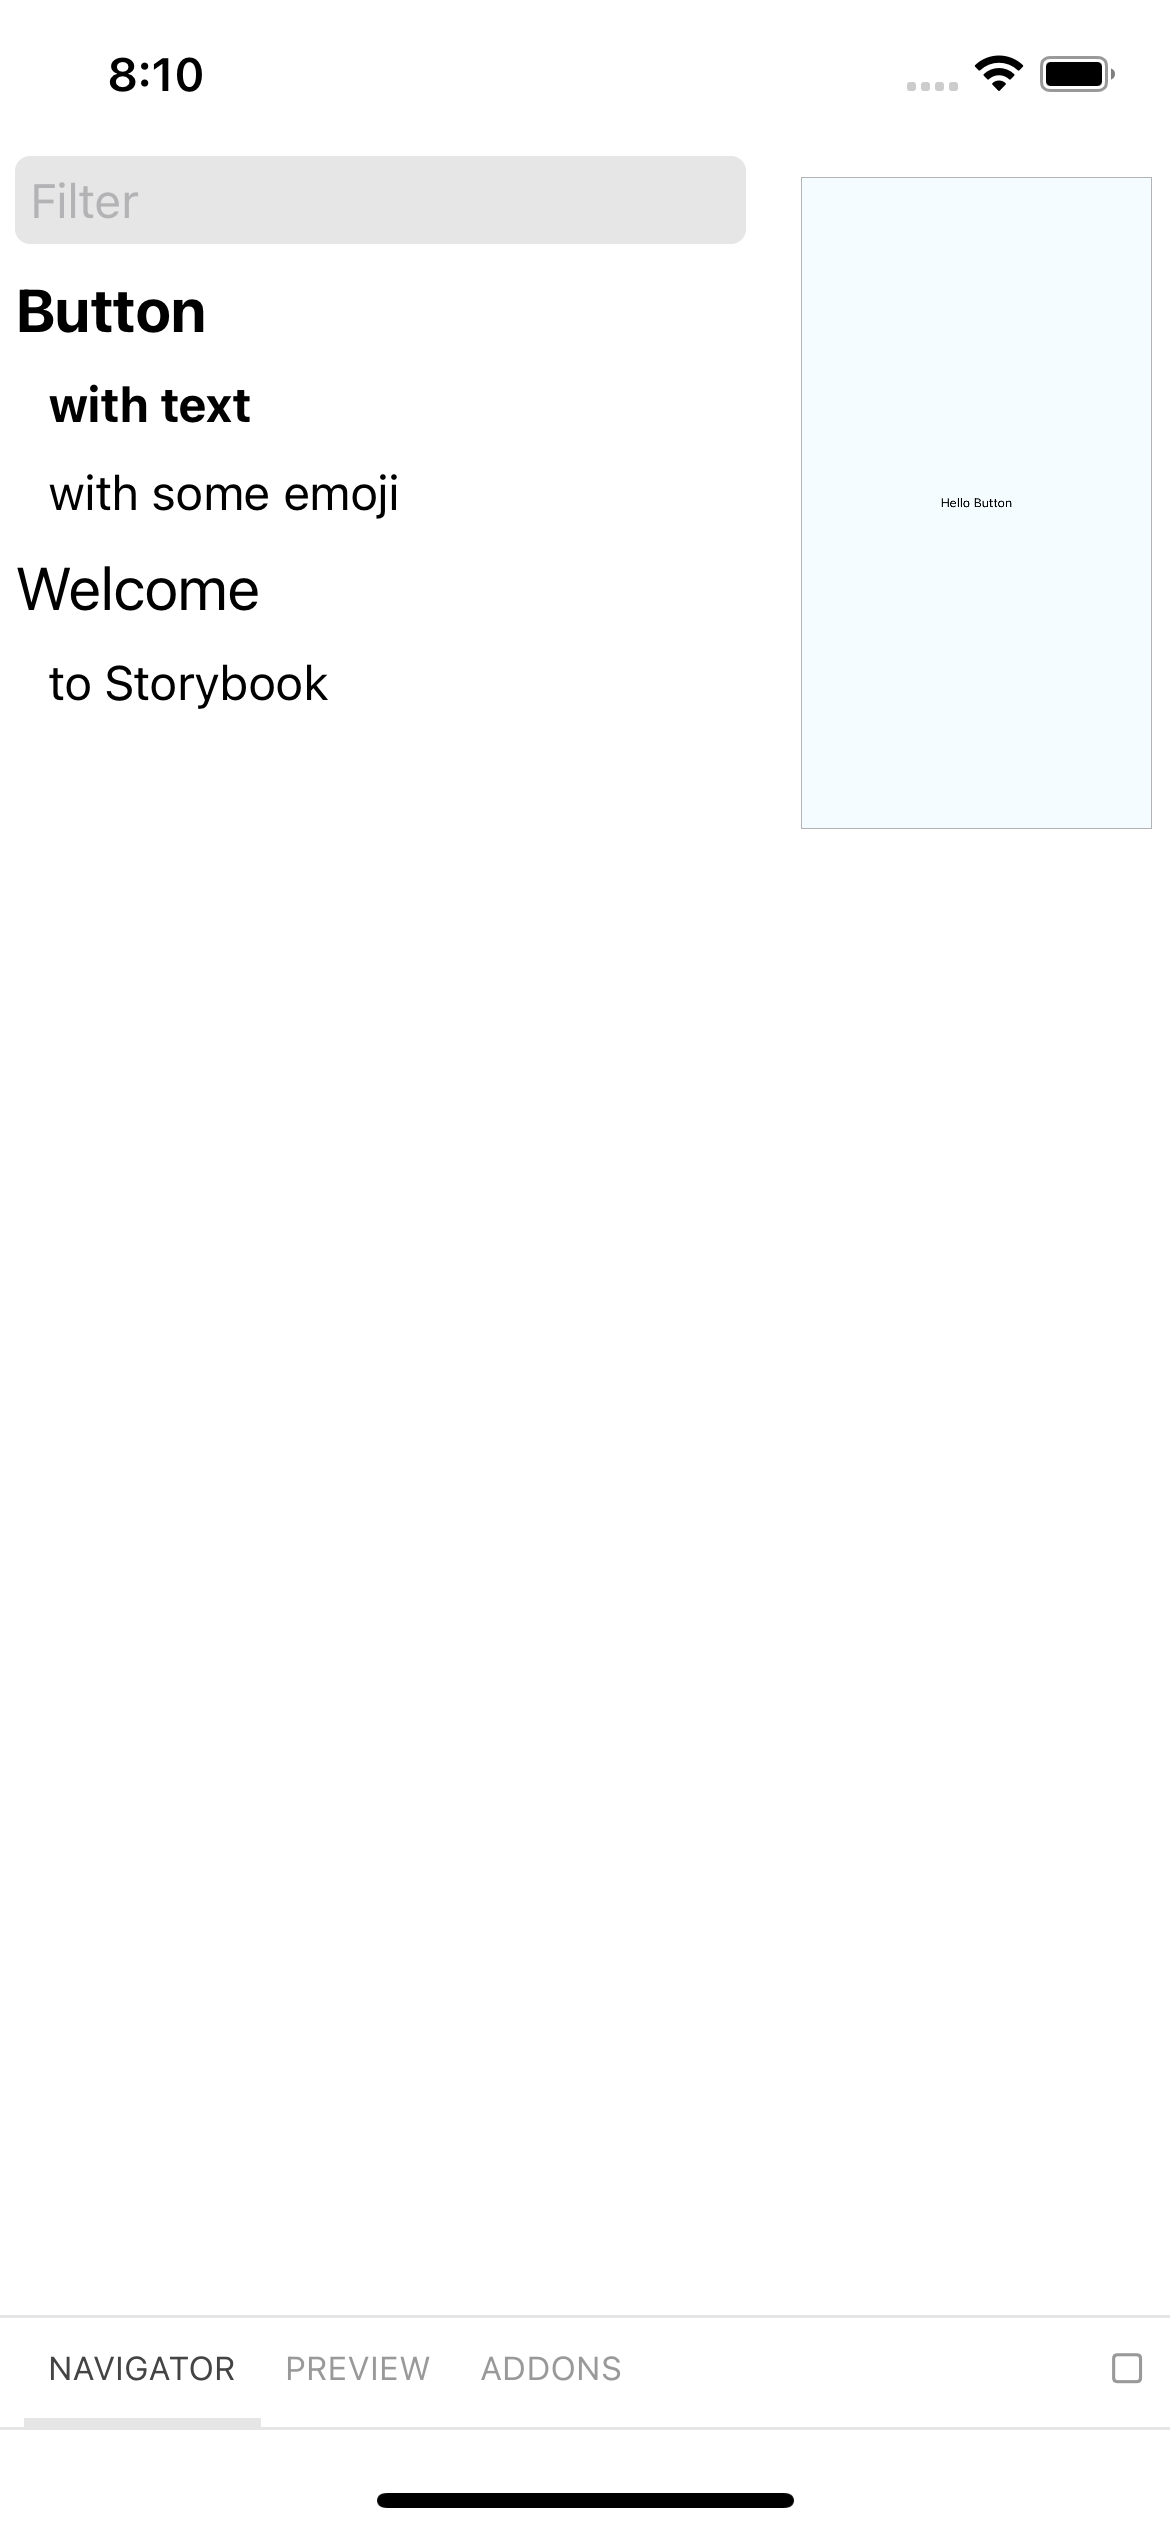 8:10
Filter
Button
with text
with some emoji
Welcome
to Storybook
Hello Button
NAVIGATOR PREVIEW ADDONS